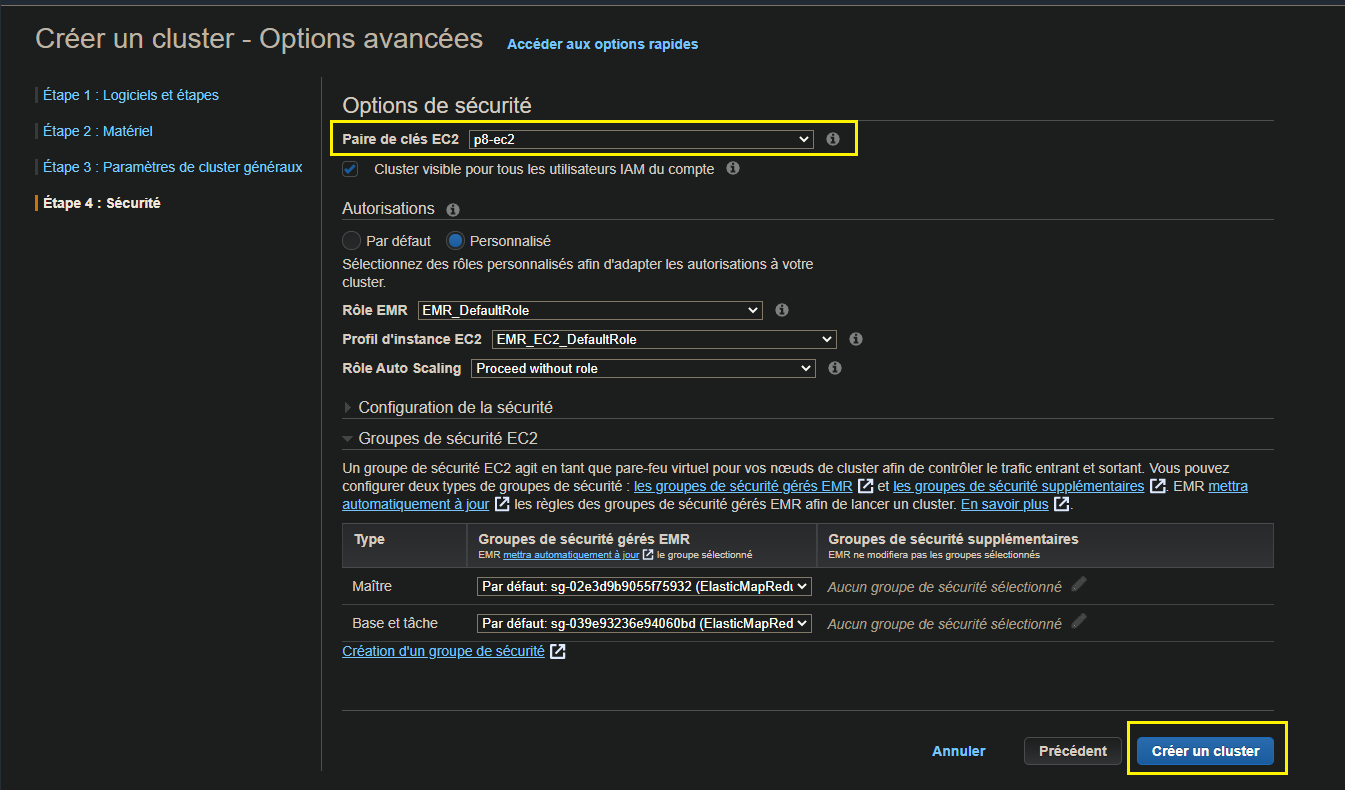 Créer un cluster - Options avancées Accéder aux options rapides
Étape 1 : Logiciels et étapes
Étape 2 : Matériel
Étape 3 : Paramètres de cluster généraux
Étape 4 : Sécurité
Options de sécurité
Paire de clés EC2 p8-ec2
Cluster visible pour tous les utilisateurs IAM du compte
Autorisations
Par défaut Personnalisé
Sélectionnez des rôles personnalisés afin d'adapter les autorisations à votre
cluster.
Rôle EMR EMR_DefaultRole
Profil d'instance EC2 EMR_EC2_DefaultRole
Rôle Auto Scaling Proceed without role
Configuration de la sécurité
Groupes de sécurité EC2
Un groupe de sécurité EC2 agit en tant que pare-feu virtuel pour vos nœuds de cluster afin de contrôler le trafic entrant et sortant. Vous pouvez
configurer deux types de groupes de sécurité : les groupes de sécurité gérés EMR et les groupes de sécurité supplémentaires. EMR mettra
automatiquement à jour les règles des groupes de sécurité gérés EMR afin de lancer un cluster. En savoir plus.
Type Groupes de sécurité gérés EMR Groupes de sécurité supplémentaires
EMR mettra automatiquement à jour le groupe sélectionné EMR ne modifiera pas les groupes sélectionnés
Maître Par défaut: sg-02e3d9b9055f75932 (ElasticMapRedu Aucun groupe de sécurité sélectionné
Base et tâche Par défaut: sg-039e93236e94060bd (ElasticMapRed Aucun groupe de sécurité sélectionné
Création d'un groupe de sécurité
Annuler Précédent Créer un cluster